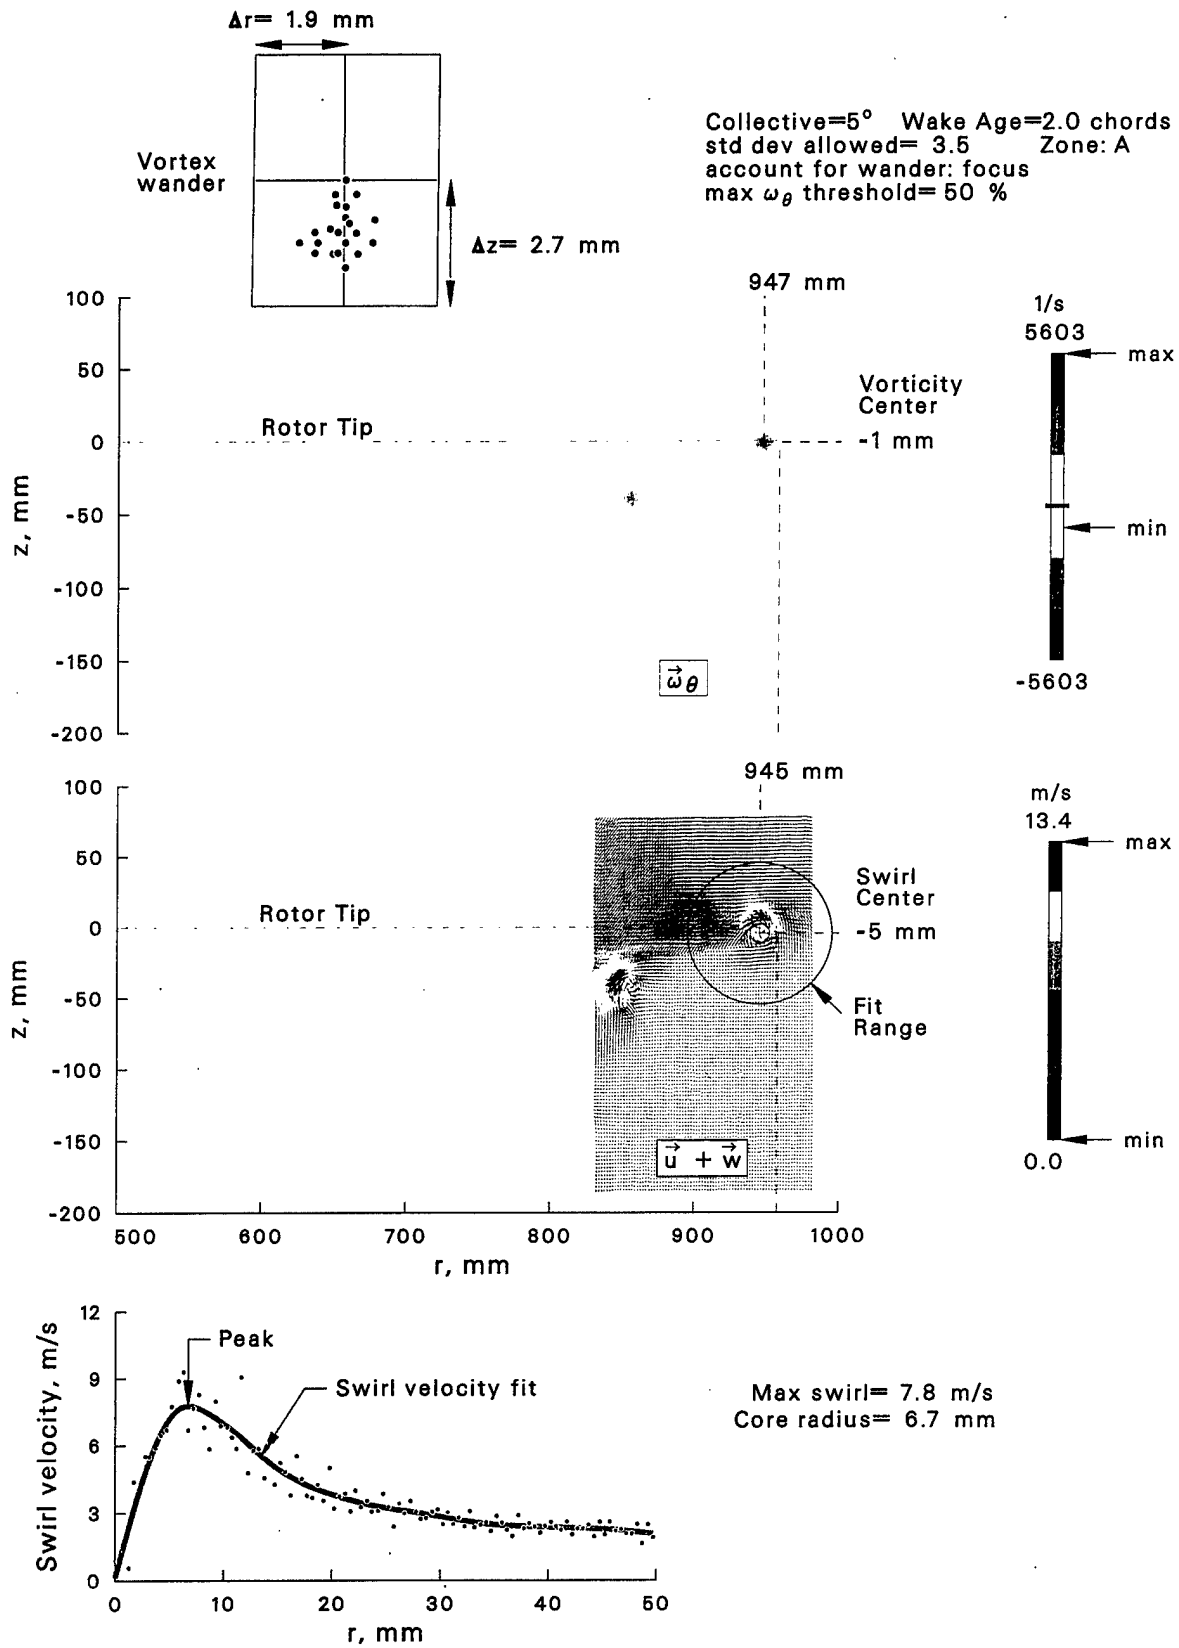 Δr= 1.9 mm
Vortex
wander
Δz= 2.7 mm
Collective=5° Wake Age=2.0 chords
std dev allowed= 3.5 Zone: A
account for wander: focus
max ωθ threshold= 50 %
947 mm
100
50
0
-50
-100
-150
-200
z, mm
Rotor Tip
Vorticity
Center
-1 mm
ω⃗θ
1/s
5603
max
min
-5603
945 mm
100
50
0
-50
-100
-150
-200
z, mm
Rotor Tip
Swirl
Center
-5 mm
Fit
Range
u⃗ + w⃗
500 600 700 800 900 1000
r, mm
m/s
13.4
max
min
0.0
12
9
6
3
0
Swirl velocity, m/s
Peak
Swirl velocity fit
Max swirl= 7.8 m/s
Core radius= 6.7 mm
0 10 20 30 40 50
r, mm